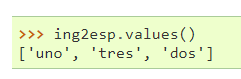 >>> ing2esp.values()
['uno', 'tres', 'dos']